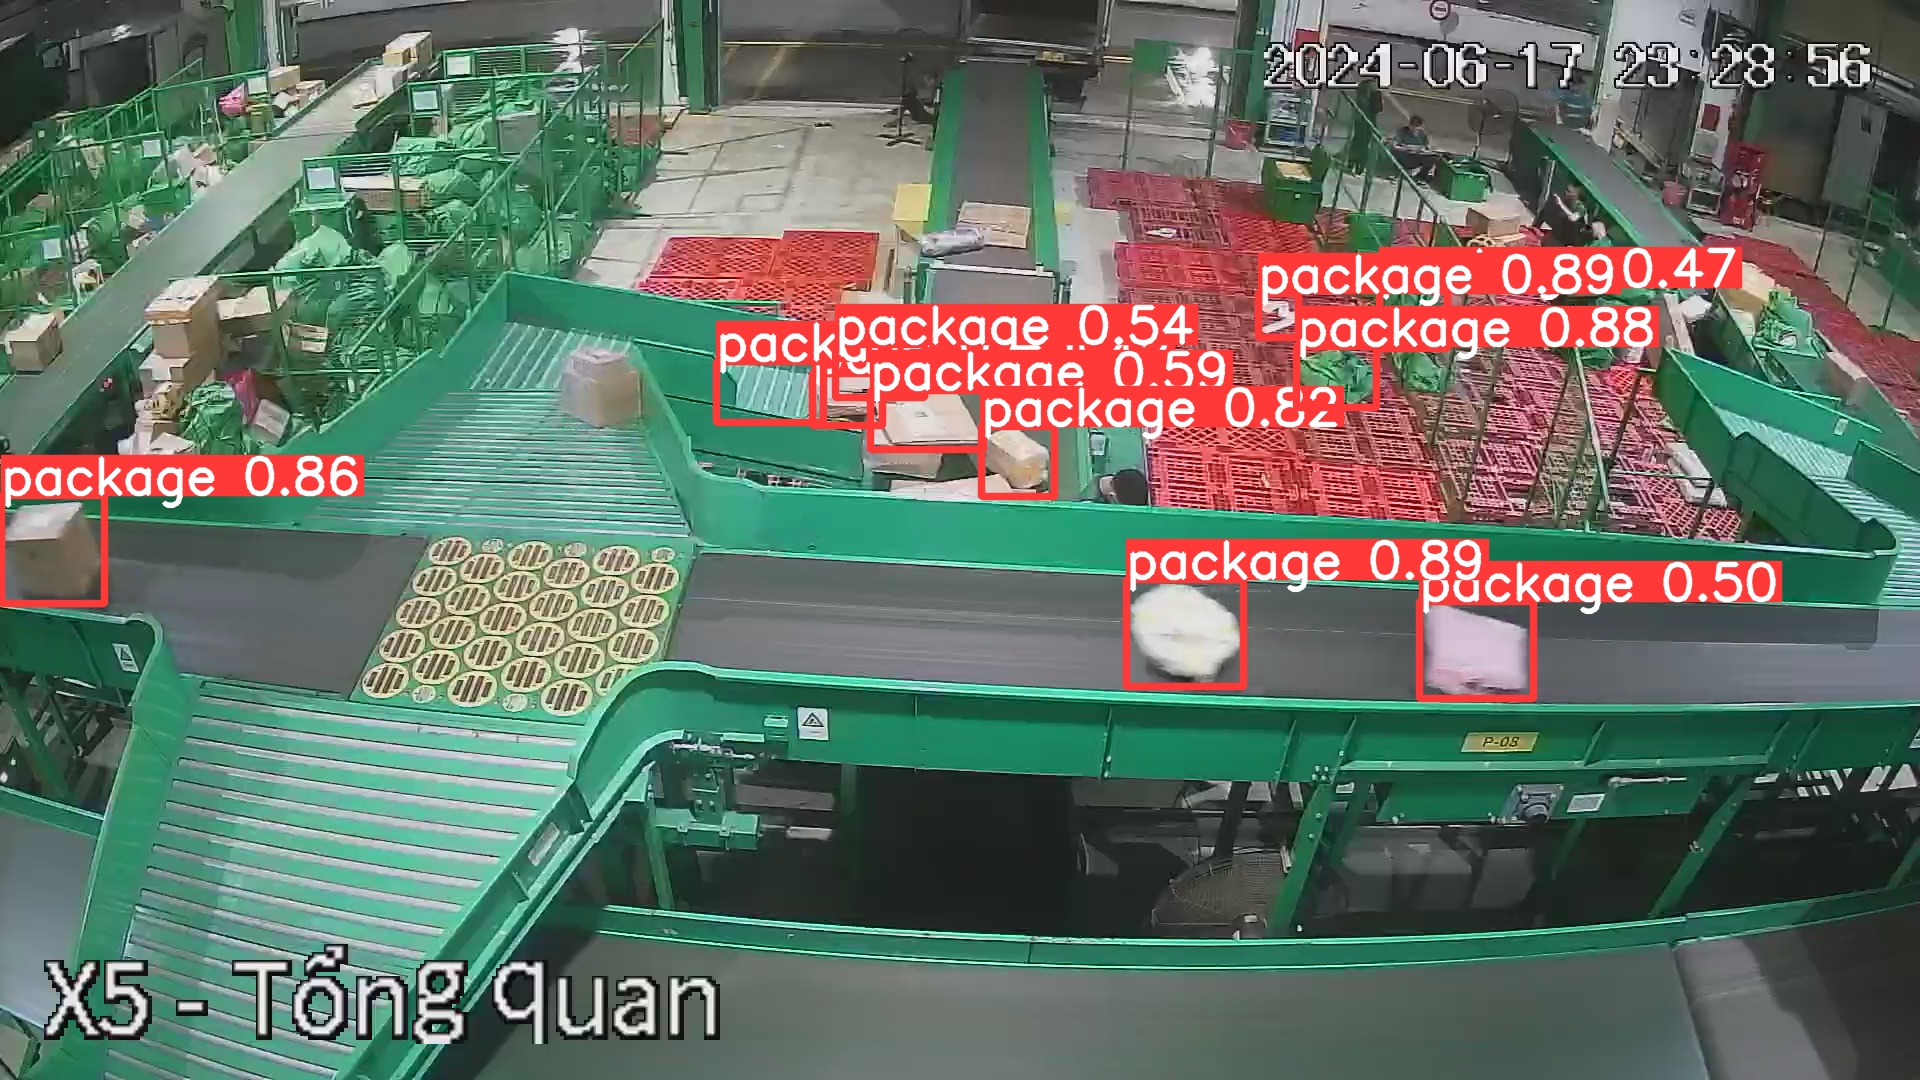 2024-06-17 23:28:56
package 0.89
0.47
package 0.54
package 0.88
pack
package 0.59
package 0.82
package 0.86
package 0.89
package 0.50
P-08
X5 - Tổng quan